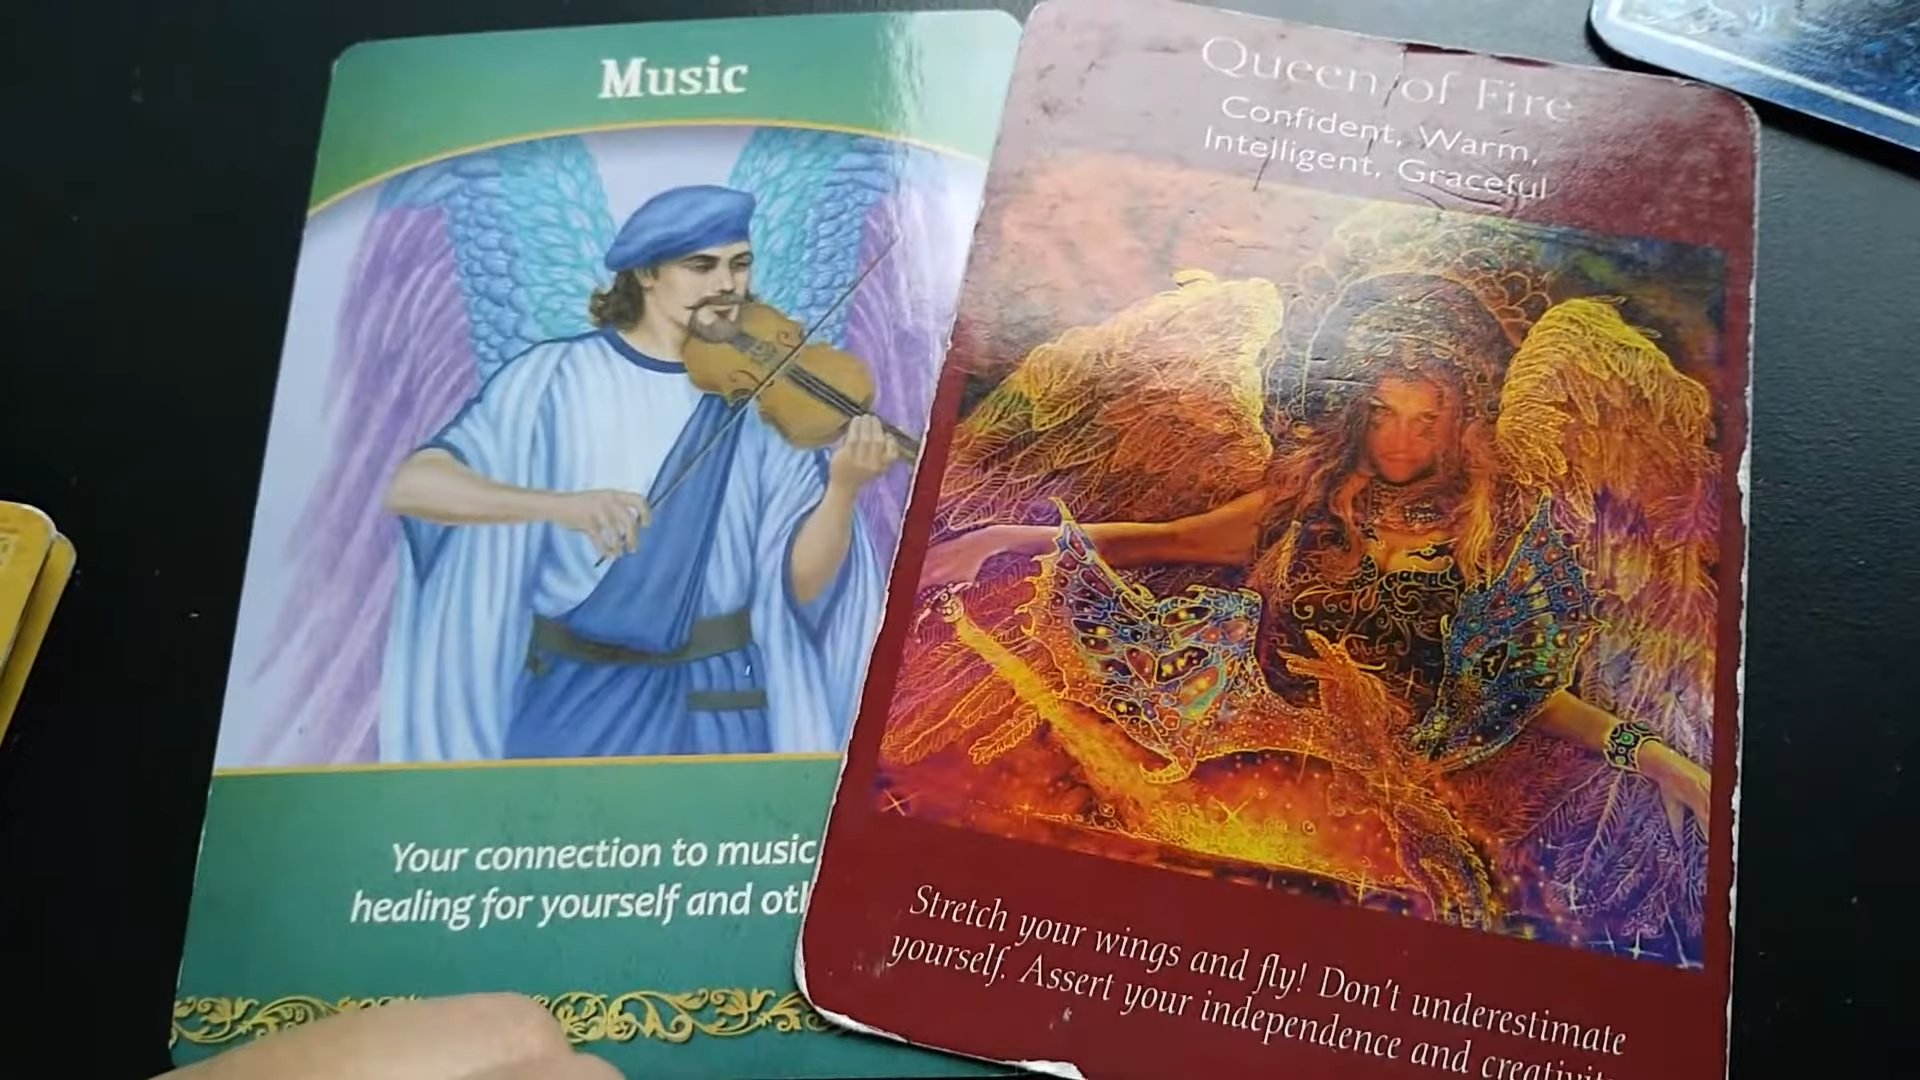 Music
Your connection to music
healing for yourself and
Queen of Fire
Confident, Warm,
Intelligent, Graceful
Stretch your wings and fly! Don't underestimate
yourself. Assert your independence and